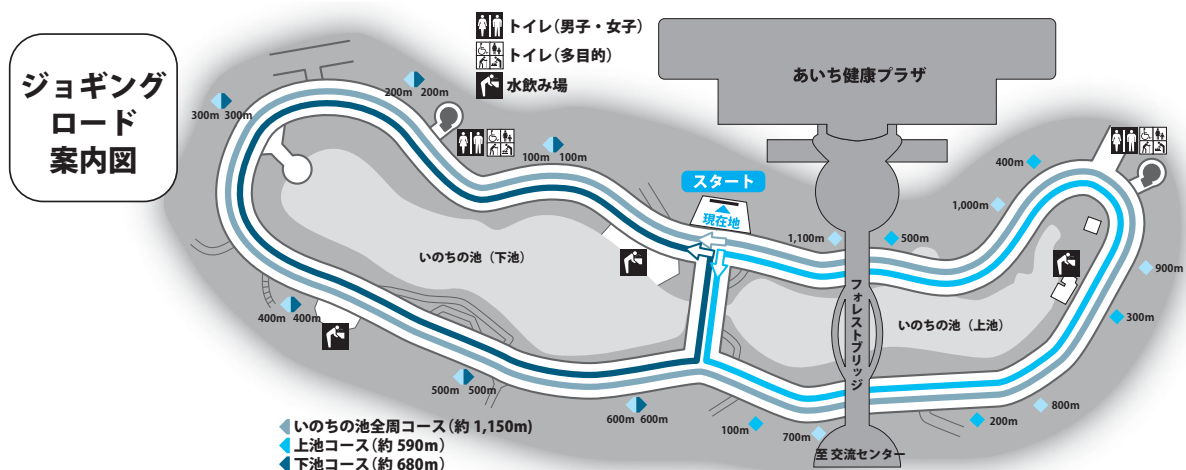 ジョギング
ロード
案内図
トイレ(男子・女子)
トイレ(多目的)
水飲み場
あいち健康プラザ
200m 200m
300m 300m
100m 100m
スタート
現在地
400m
1,000m
1,100m
500m
いのちの池(下池)
900m
フォレストブリッジ
400m 400m
いのちの池(上池)
300m
500m 500m
600m 600m
800m
200m
100m
700m
いのちの池全周コース(約 1,150m)
上池コース(約 590m)
下池コース(約 680m)
至 交流センター